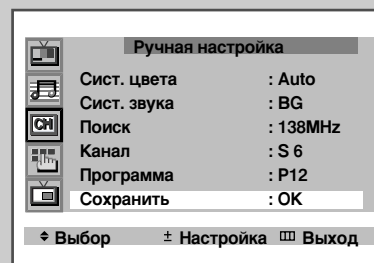 Ручная настройка
Сист. цвета : Auto
Сист. звука : BG
CH Поиск : 138MHz
Канал : S 6
Программа : P12
Сохранить : OK
Выбор ± Настройка Выход